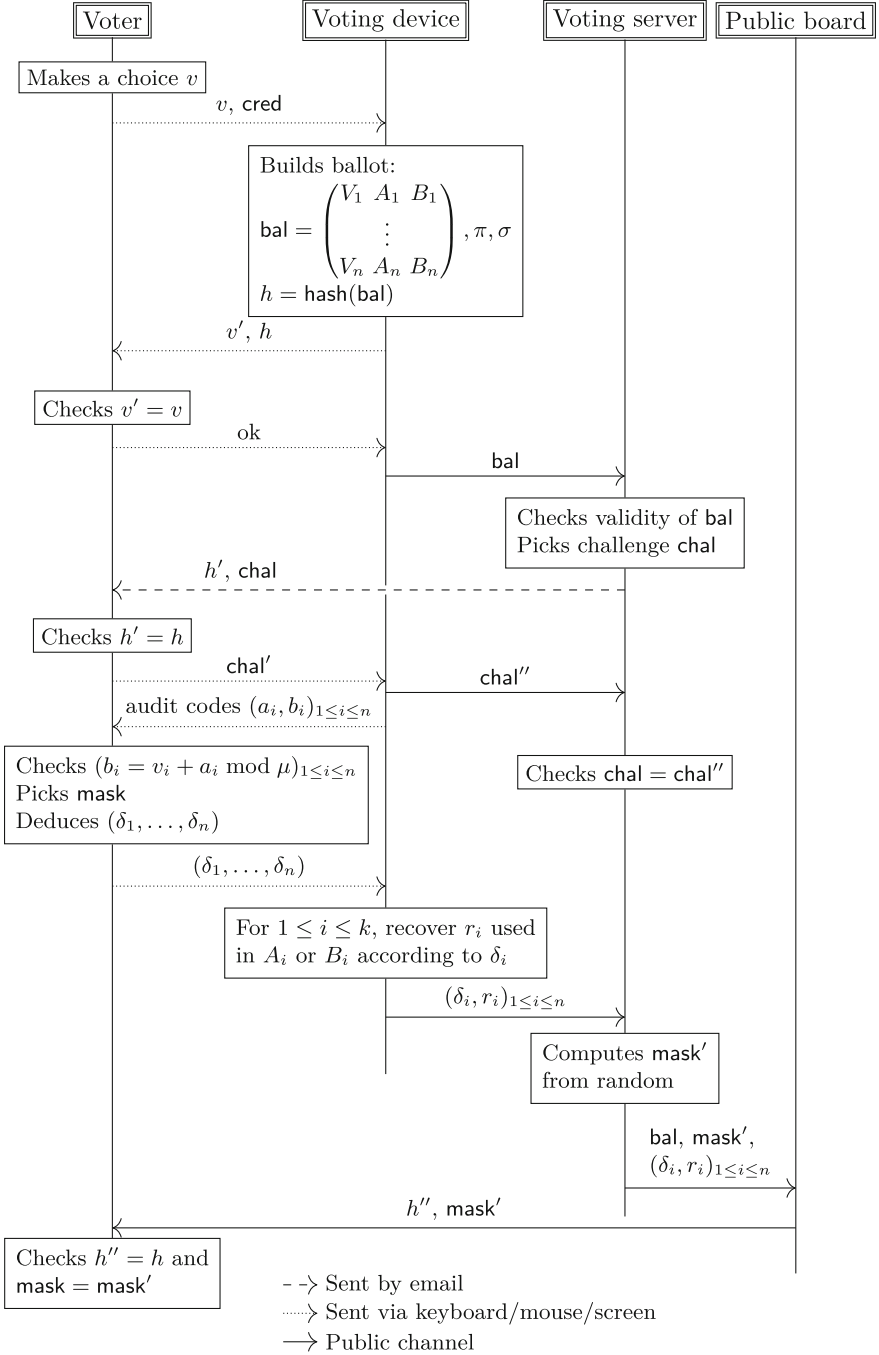 Voter Voting device Voting server Public board
Makes a choice v
v, cred
Builds ballot:
bal = ( V₁ A₁ B₁
⋮
Vₙ Aₙ Bₙ ) , π, σ
h = hash(bal)
v′, h
Checks v′ = v
ok
bal
Checks validity of bal
Picks challenge chal
h′, chal
Checks h′ = h
chal′
chal″
audit codes (aᵢ, bᵢ)₁≤ᵢ≤ₙ
Checks (bᵢ = vᵢ + aᵢ mod μ)₁≤ᵢ≤ₙ
Picks mask
Deduces (δ₁, . . . , δₙ)
Checks chal = chal″
(δ₁, . . . , δₙ)
For 1 ≤ i ≤ k, recover rᵢ used
in Aᵢ or Bᵢ according to δᵢ
(δᵢ, rᵢ)₁≤ᵢ≤ₙ
Computes mask′
from random
bal, mask′,
(δᵢ, rᵢ)₁≤ᵢ≤ₙ
h″, mask′
Checks h″ = h and
mask = mask′
Sent by email
Sent via keyboard/mouse/screen
Public channel